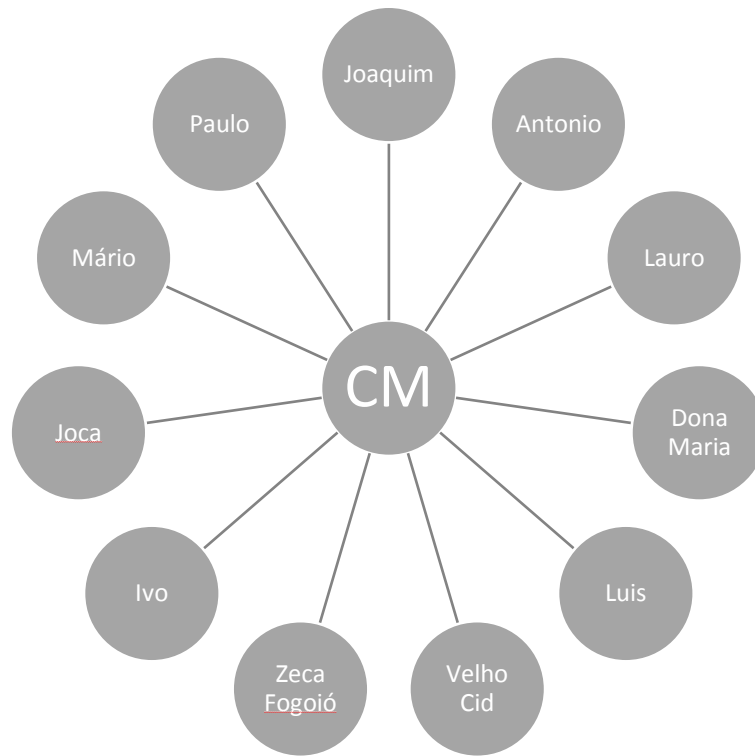 Joaquim
Paulo
Antonio
Mário
Lauro
CM
Joca
Dona
Maria
Ivo
Luis
Zeca
Fogoió
Velho
Cid